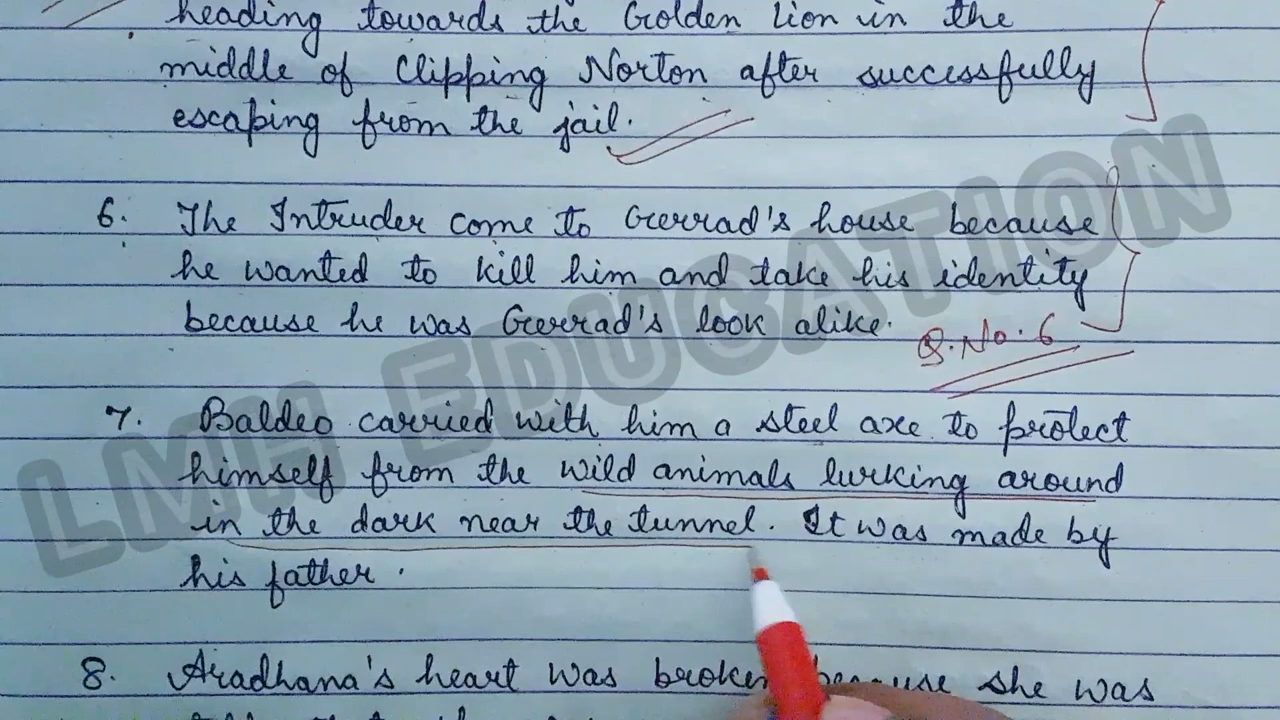 heading towards the Golden Lion in the
middle of Clipping Norton after successfully
escaping from the jail.
6. The Intruder come to Gerrad's house because
he wanted to kill him and take his identity
because he was Gerrad's look alike.
Q.No.6
7. Baldeo carried with him a steel axe to protect
himself from the wild animals lurking around
in the dark near the tunnel. It was made by
his father.
8. Aradhana's heart was broken because she was
LMH EDUCATION